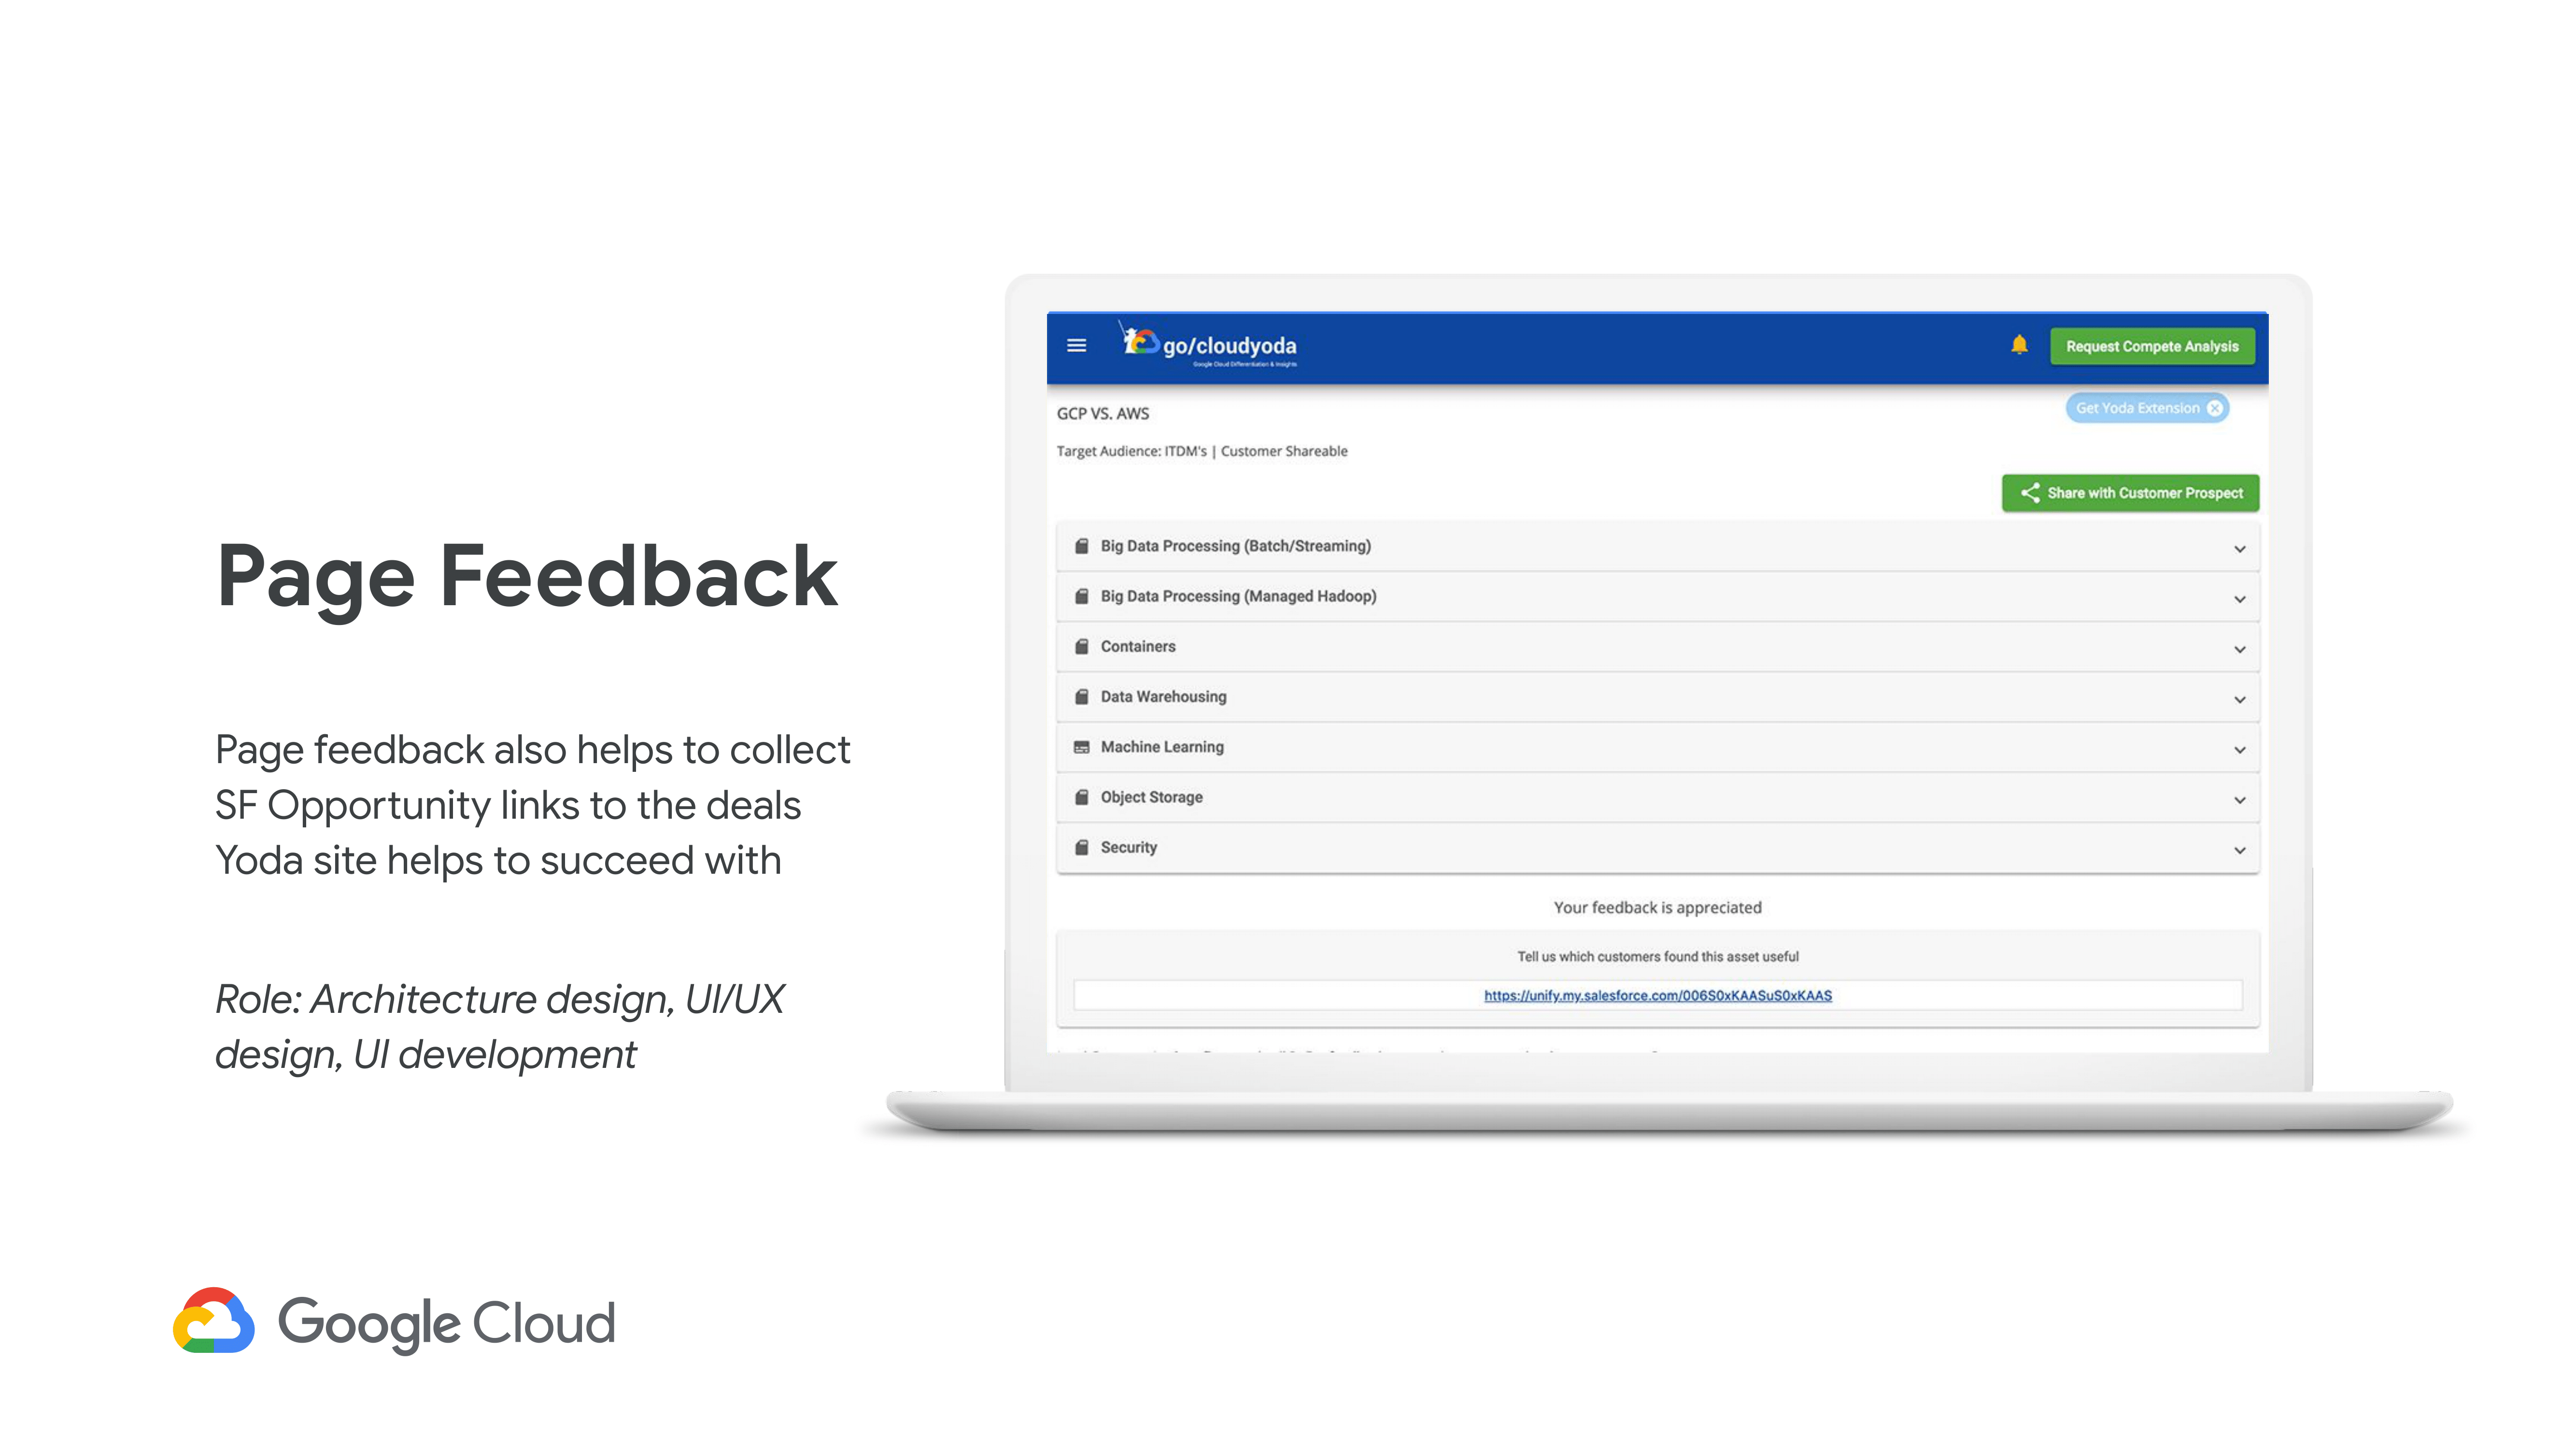 Page Feedback
Page feedback also helps to collect
SF Opportunity links to the deals
Yoda site helps to succeed with
Role: Architecture design, UI/UX
design, UI development
Google Cloud
go/cloudyoda
Google Cloud Differentiation & Insights
Request Compete Analysis
GCP VS. AWS
Get Yoda Extension
Target Audience: ITDM's | Customer Shareable
Share with Customer Prospect
Big Data Processing (Batch/Streaming)
Big Data Processing (Managed Hadoop)
Containers
Data Warehousing
Machine Learning
Object Storage
Security
Your feedback is appreciated
Tell us which customers found this asset useful
https://unify.my.salesforce.com/006S0xKAASuS0xKAAS